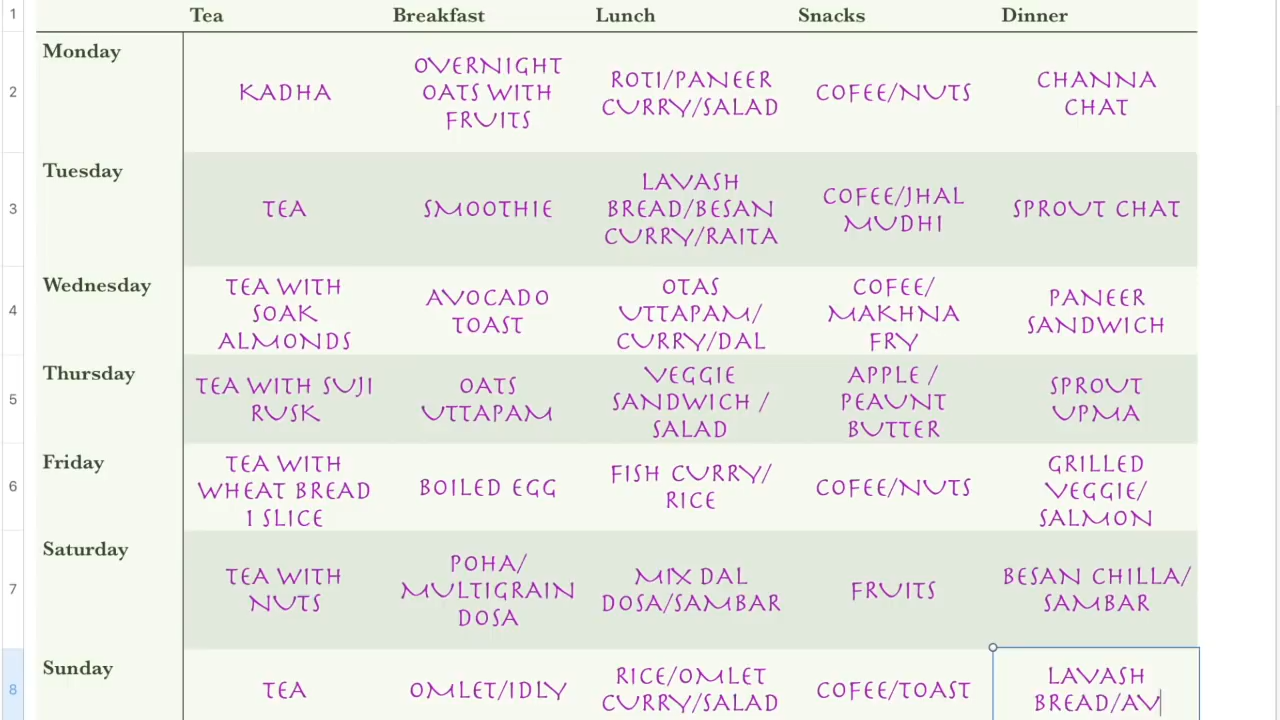 1 Tea Breakfast Lunch Snacks Dinner
Monday
2
KADHA
OVERNIGHT
OATS WITH
FRUITS
ROTI/PANEER
CURRY/SALAD
COFEE/NUTS
CHANNA
CHAT
Tuesday
3
TEA
SMOOTHIE
LAVASH
BREAD/BESAN
CURRY/RAITA
COFEE/JHAL
MUDHI
SPROUT CHAT
Wednesday
4
TEA WITH
SOAK
ALMONDS
AVOCADO
TOAST
OTAS
UTTAPAM/
CURRY/DAL
COFEE/
MAKHNA
FRY
PANEER
SANDWICH
Thursday
5
TEA WITH SUJI
RUSK
OATS
UTTAPAM
VEGGIE
SANDWICH /
SALAD
APPLE /
PEAUNT
BUTTER
SPROUT
UPMA
Friday
6
TEA WITH
WHEAT BREAD
1 SLICE
BOILED EGG
FISH CURRY/
RICE
COFEE/NUTS
GRILLED
VEGGIE/
SALMON
Saturday
7
TEA WITH
NUTS
POHA/
MULTIGRAIN
DOSA
MIX DAL
DOSA/SAMBAR
FRUITS
BESAN CHILLA/
SAMBAR
Sunday
8
TEA
OMLET/IDLY
RICE/OMLET
CURRY/SALAD
COFEE/TOAST
LAVASH
BREAD/AV